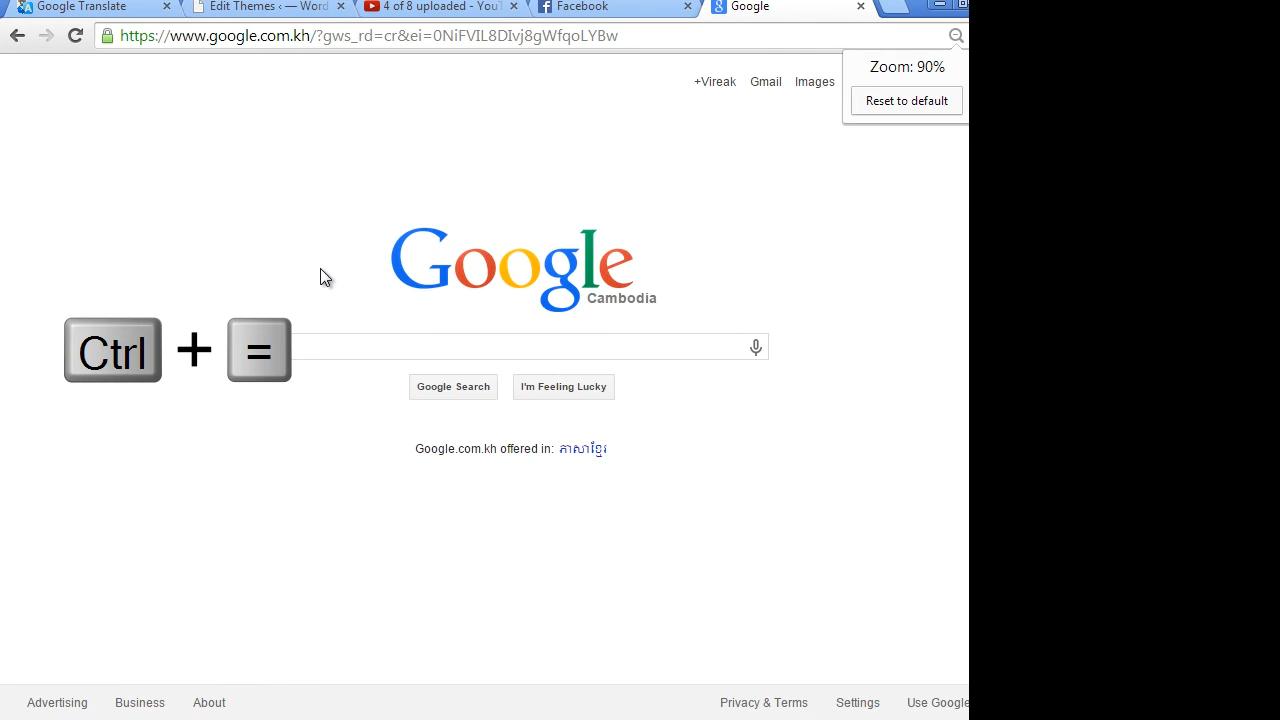 Google Translate
Edit Themes ‹ — Word
4 of 8 uploaded - YouT
Facebook
Google
https://www.google.com.kh/?gws_rd=cr&ei=0NiFVIL8DIvj8gWfqoLYBw
Zoom: 90%
Reset to default
+Vireak Gmail Images
Google
Cambodia
Ctrl + =
Google Search I'm Feeling Lucky
Google.com.kh offered in: ភាសាខ្មែរ
Advertising Business About Privacy & Terms Settings Use Google